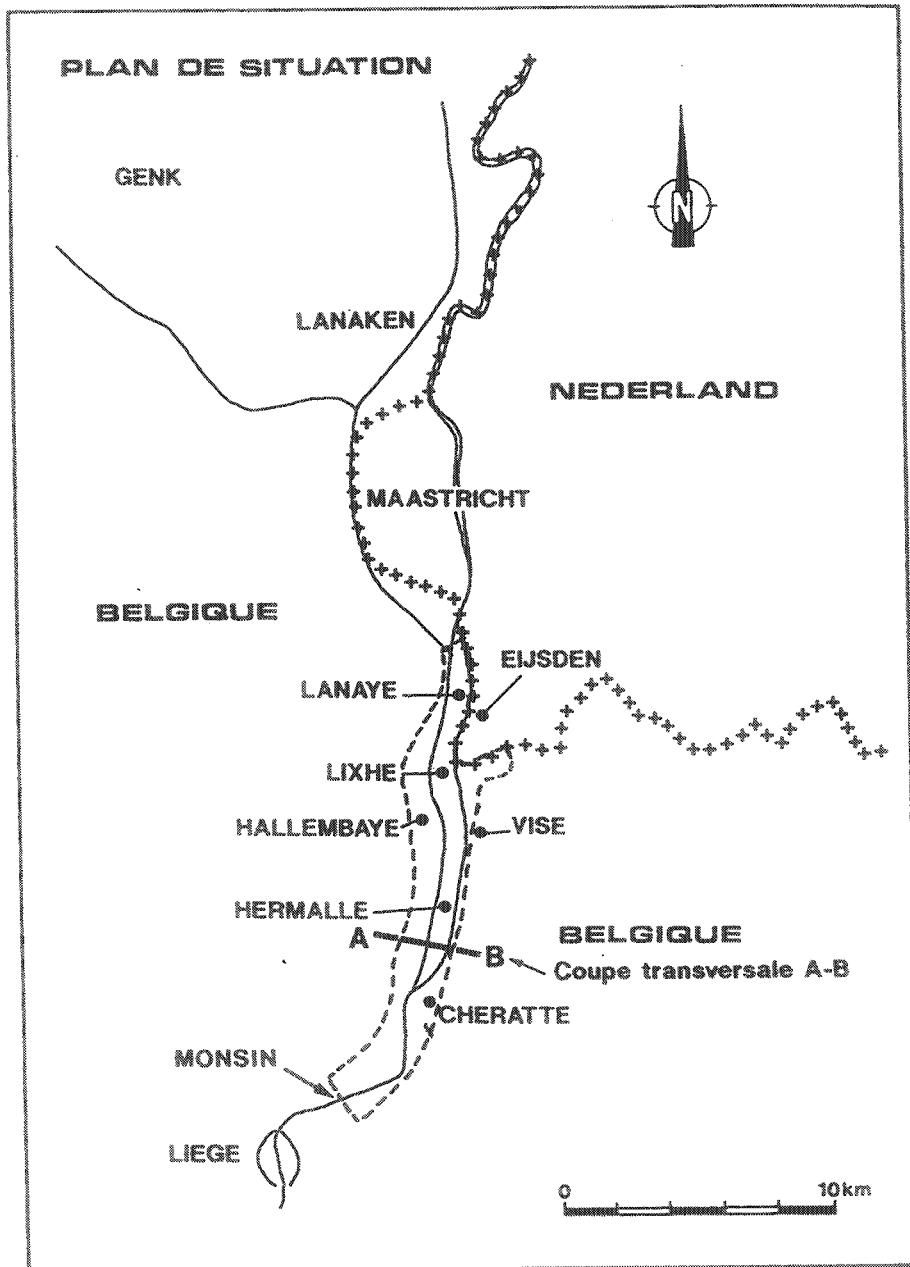 PLAN DE SITUATION
GENK
N
LANAKEN
NEDERLAND
MAASTRICHT
BELGIQUE
EIJSDEN
LANAYE
LIXHE
HALLEMBAYE
VISE
HERMALLE
A
B
BELGIQUE
Coupe transversale A-B
CHERATTE
MONSIN
LIEGE
0 10km